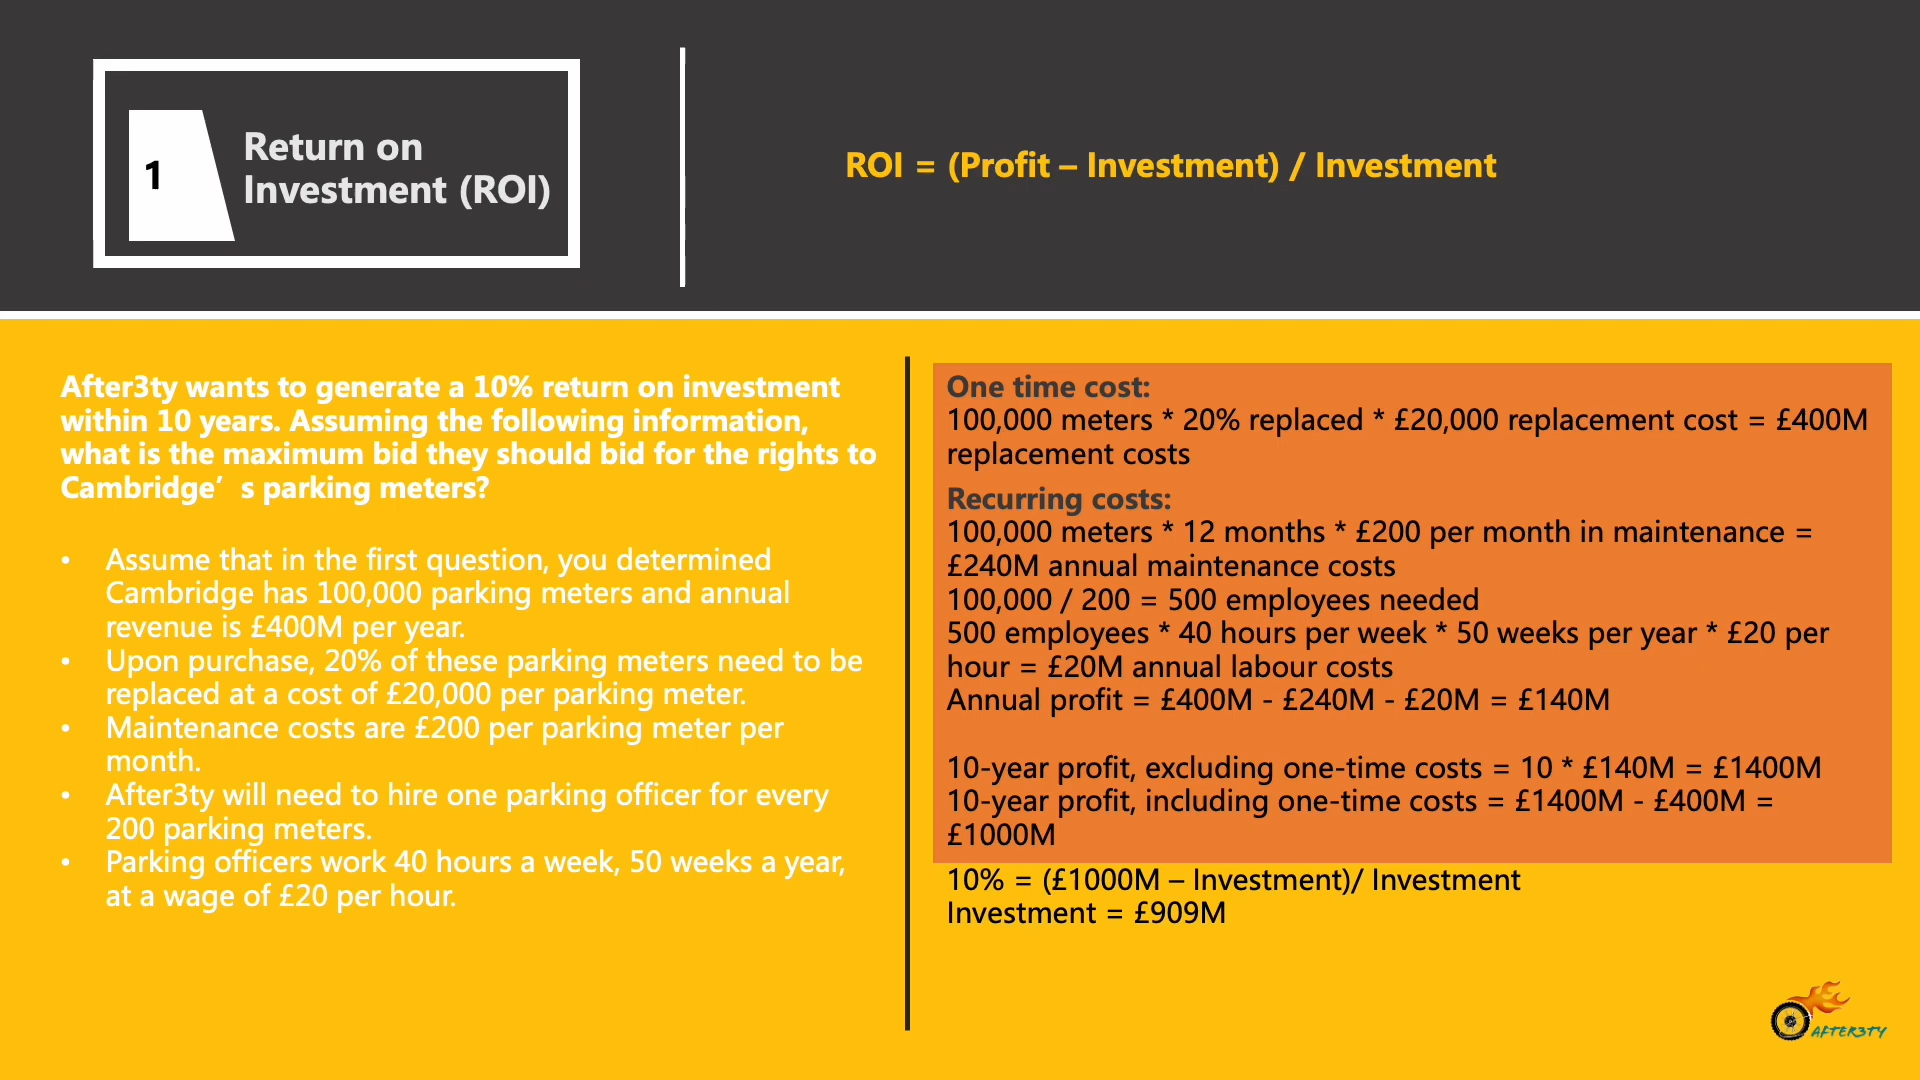 1
Return on
Investment (ROI)
ROI = (Profit – Investment) / Investment
After3ty wants to generate a 10% return on investment
within 10 years. Assuming the following information,
what is the maximum bid they should bid for the rights to
Cambridge’ s parking meters?
• Assume that in the first question, you determined
Cambridge has 100,000 parking meters and annual
revenue is £400M per year.
• Upon purchase, 20% of these parking meters need to be
replaced at a cost of £20,000 per parking meter.
• Maintenance costs are £200 per parking meter per
month.
• After3ty will need to hire one parking officer for every
200 parking meters.
• Parking officers work 40 hours a week, 50 weeks a year,
at a wage of £20 per hour.
One time cost:
100,000 meters * 20% replaced * £20,000 replacement cost = £400M
replacement costs
Recurring costs:
100,000 meters * 12 months * £200 per month in maintenance =
£240M annual maintenance costs
100,000 / 200 = 500 employees needed
500 employees * 40 hours per week * 50 weeks per year * £20 per
hour = £20M annual labour costs
Annual profit = £400M - £240M - £20M = £140M
10-year profit, excluding one-time costs = 10 * £140M = £1400M
10-year profit, including one-time costs = £1400M - £400M =
£1000M
10% = (£1000M – Investment)/ Investment
Investment = £909M
AFTER3TY